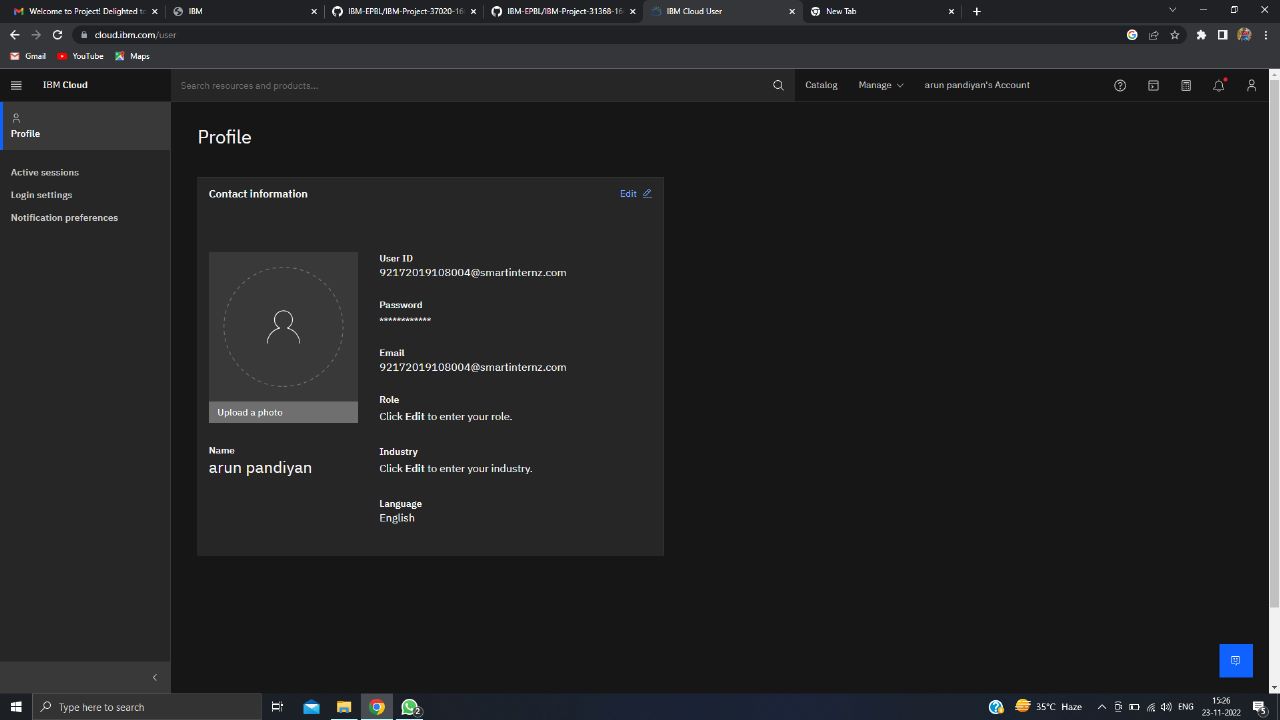 Welcome to Project! Delighted to
IBM
IBM-EPBL/IBM-Project-37020-16
IBM-EPBL/IBM-Project-31368-16
IBM Cloud User
New Tab
cloud.ibm.com/user
Gmail
YouTube
Maps
IBM Cloud
Search resources and products...
Catalog
Manage
arun pandiyan's Account
Profile
Active sessions
Login settings
Notification preferences
Profile
Contact information
Edit
User ID
92172019108004@smartinternz.com
Password
************
Email
92172019108004@smartinternz.com
Role
Click Edit to enter your role.
Upload a photo
Name
arun pandiyan
Industry
Click Edit to enter your industry.
Language
English
Type here to search
2
35°C Haze
ENG
15:26
23-11-2022